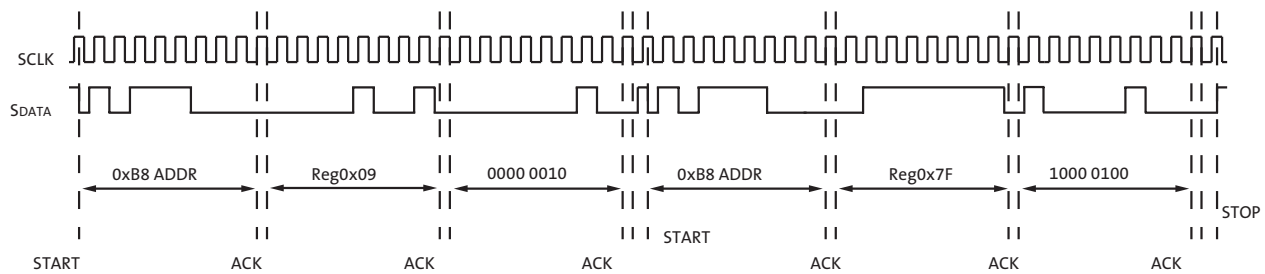 SCLK
SDATA
0xB8 ADDR
Reg0x09
0000 0010
0xB8 ADDR
Reg0x7F
1000 0100
STOP
START
START
ACK
ACK
ACK
ACK
ACK
ACK